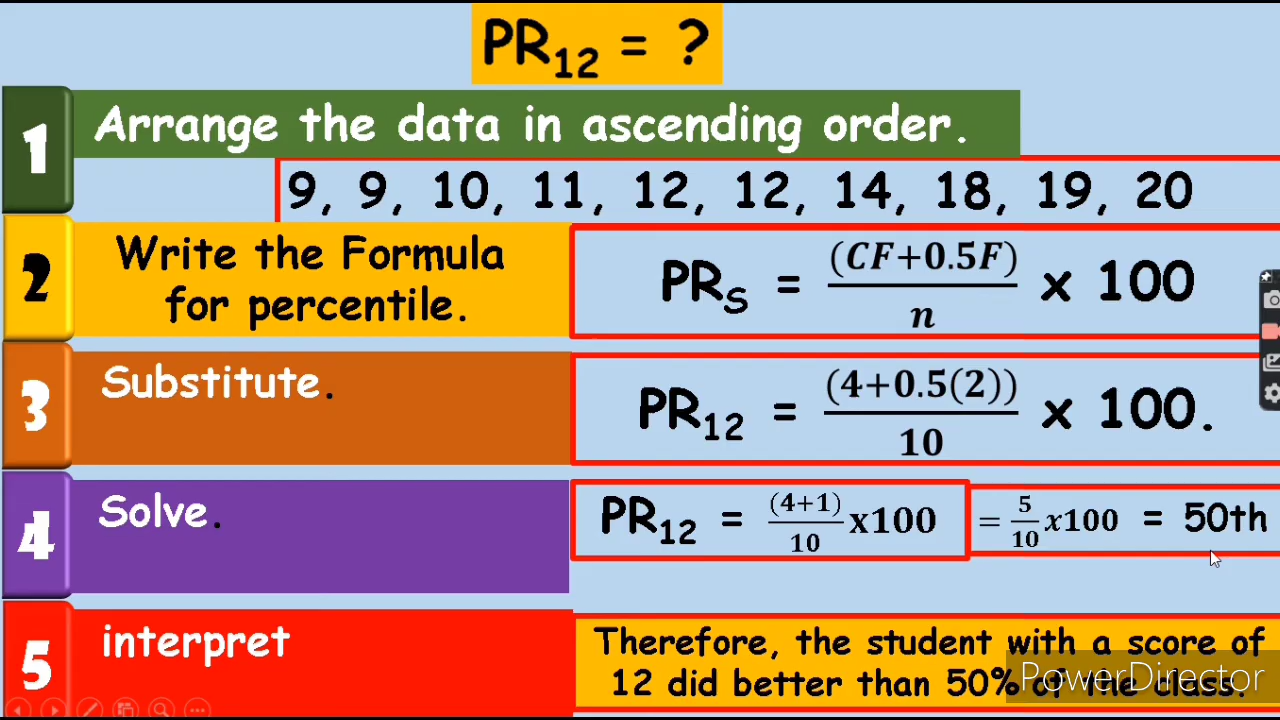 PR₁₂ = ?
1
Arrange the data in ascending order.
9, 9, 10, 11, 12, 12, 14, 18, 19, 20
2
Write the Formula
for percentile.
PRₛ = (CF+0.5F)/n x 100
3
Substitute.
PR₁₂ = (4+0.5(2))/10 x 100.
4
Solve.
PR₁₂ = (4+1)/10 x100
= 5/10 x100 = 50th
5
interpret
Therefore, the student with a score of
12 did better than 50% of the class.
PowerDirector